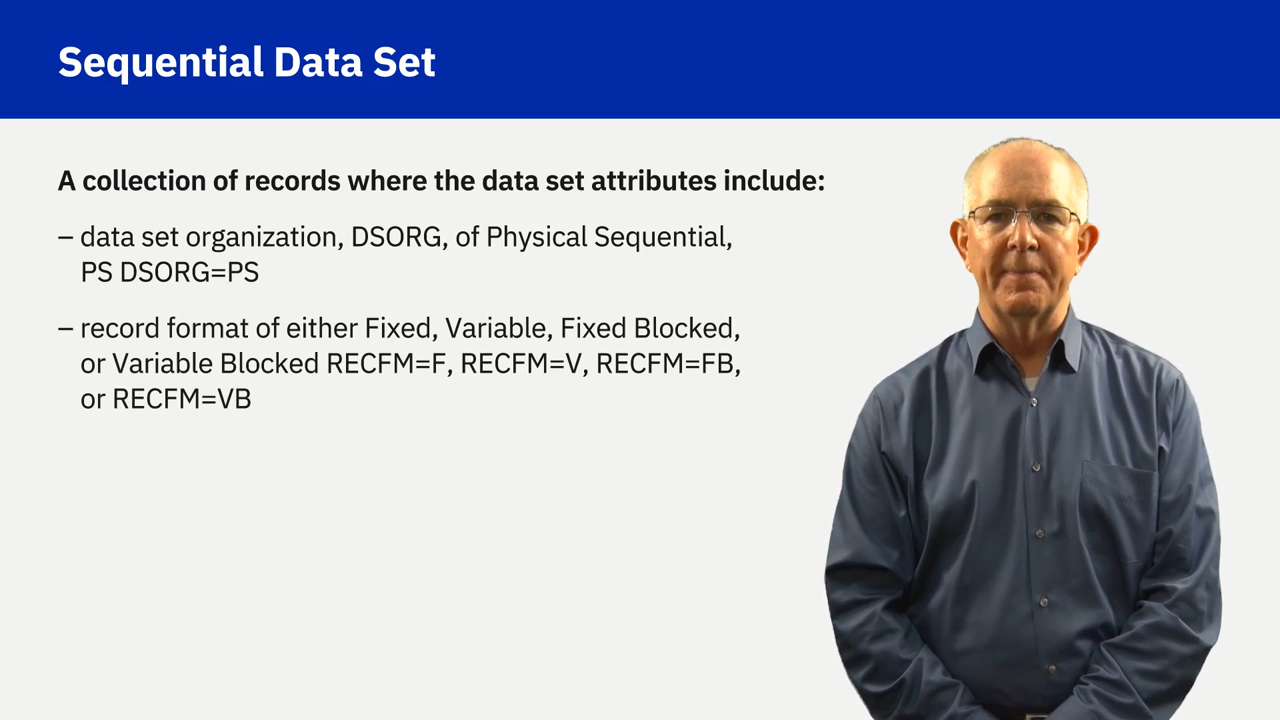 Sequential Data Set
A collection of records where the data set attributes include:
– data set organization, DSORG, of Physical Sequential,
PS DSORG=PS
– record format of either Fixed, Variable, Fixed Blocked,
or Variable Blocked RECFM=F, RECFM=V, RECFM=FB,
or RECFM=VB